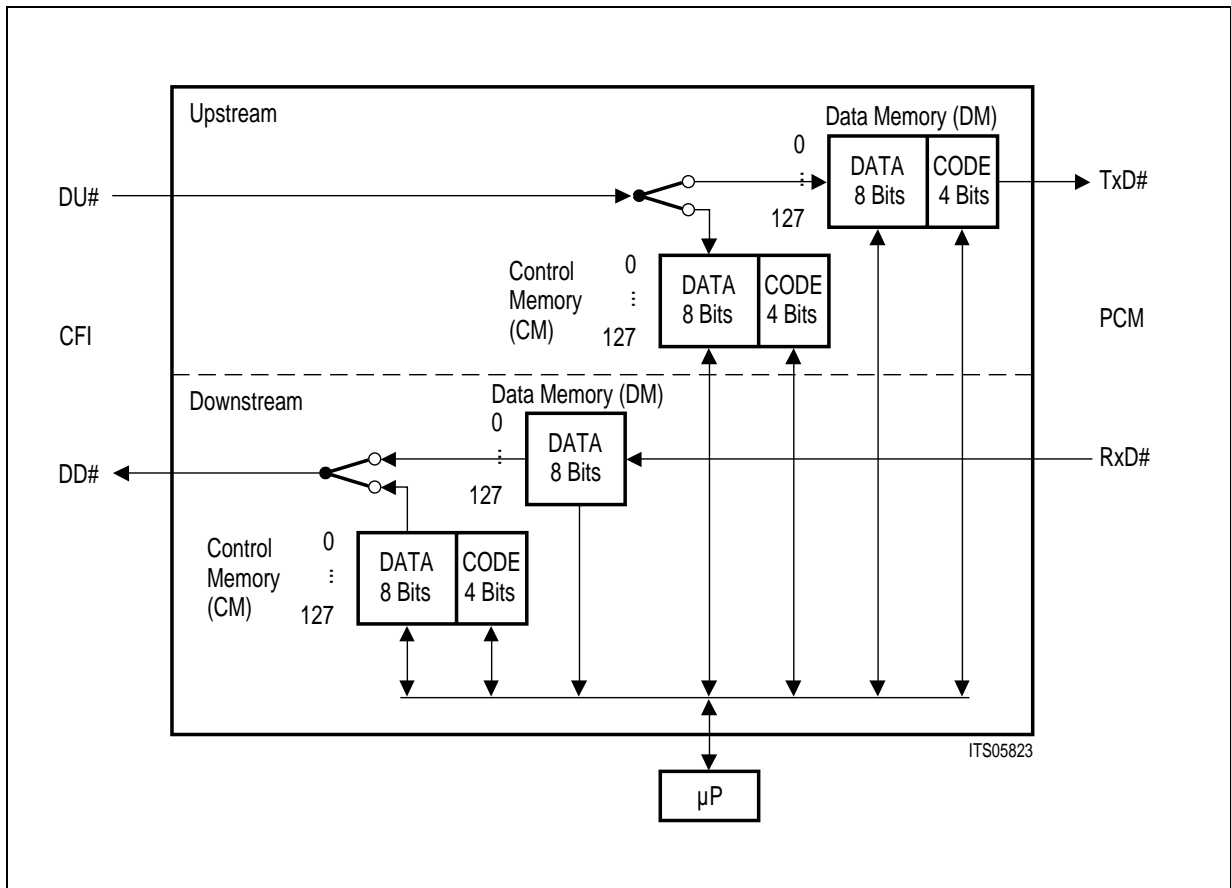 Upstream
Data Memory (DM)
0
⋮
127
DATA
8 Bits
CODE
4 Bits
DU#
TxD#
Control
Memory
(CM)
0
⋮
127
DATA
8 Bits
CODE
4 Bits
CFI
PCM
Downstream
Data Memory (DM)
0
⋮
127
DATA
8 Bits
DD#
RxD#
Control
Memory
(CM)
0
⋮
127
DATA
8 Bits
CODE
4 Bits
ITS05823
µP